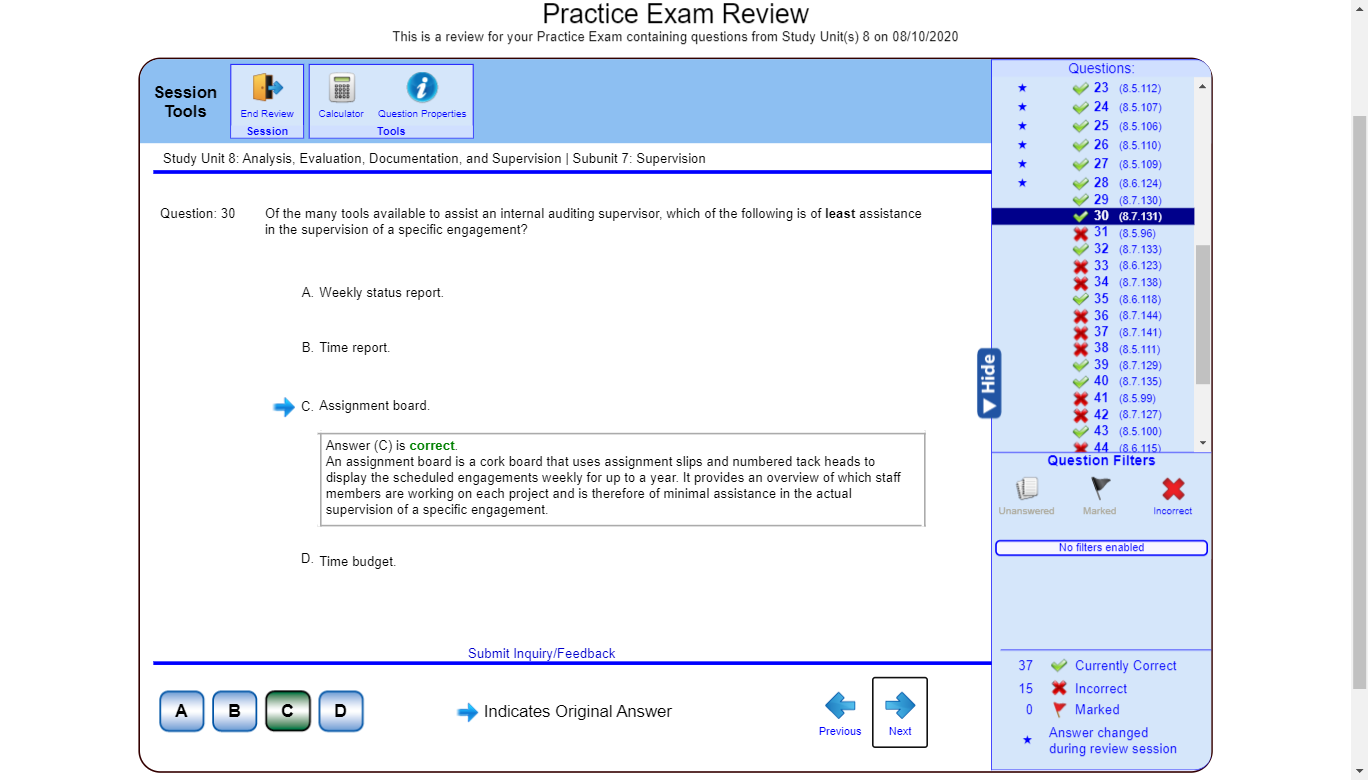 Practice Exam Review
This is a review for your Practice Exam containing questions from Study Unit(s) 8 on 08/10/2020
Session
Tools
End Review
Session
Calculator
Question Properties
Tools
Study Unit 8: Analysis, Evaluation, Documentation, and Supervision | Subunit 7: Supervision
Question: 30
Of the many tools available to assist an internal auditing supervisor, which of the following is of least assistance
in the supervision of a specific engagement?
A. Weekly status report.
B. Time report.
C. Assignment board.
Answer (C) is correct.
An assignment board is a cork board that uses assignment slips and numbered tack heads to
display the scheduled engagements weekly for up to a year. It provides an overview of which staff
members are working on each project and is therefore of minimal assistance in the actual
supervision of a specific engagement.
D. Time budget.
Submit Inquiry/Feedback
A B C D
Indicates Original Answer
Previous
Next
Hide
Questions:
23 (8.5.112)
24 (8.5.107)
25 (8.5.106)
26 (8.5.110)
27 (8.5.109)
28 (8.6.124)
29 (8.7.130)
30 (8.7.131)
31 (8.5.96)
32 (8.7.133)
33 (8.6.123)
34 (8.7.138)
35 (8.6.118)
36 (8.7.144)
37 (8.7.141)
38 (8.5.111)
39 (8.7.129)
40 (8.7.135)
41 (8.5.99)
42 (8.7.127)
43 (8.5.100)
44 (8.6.115)
Question Filters
Unanswered
Marked
Incorrect
No filters enabled
37 Currently Correct
15 Incorrect
0 Marked
Answer changed
during review session